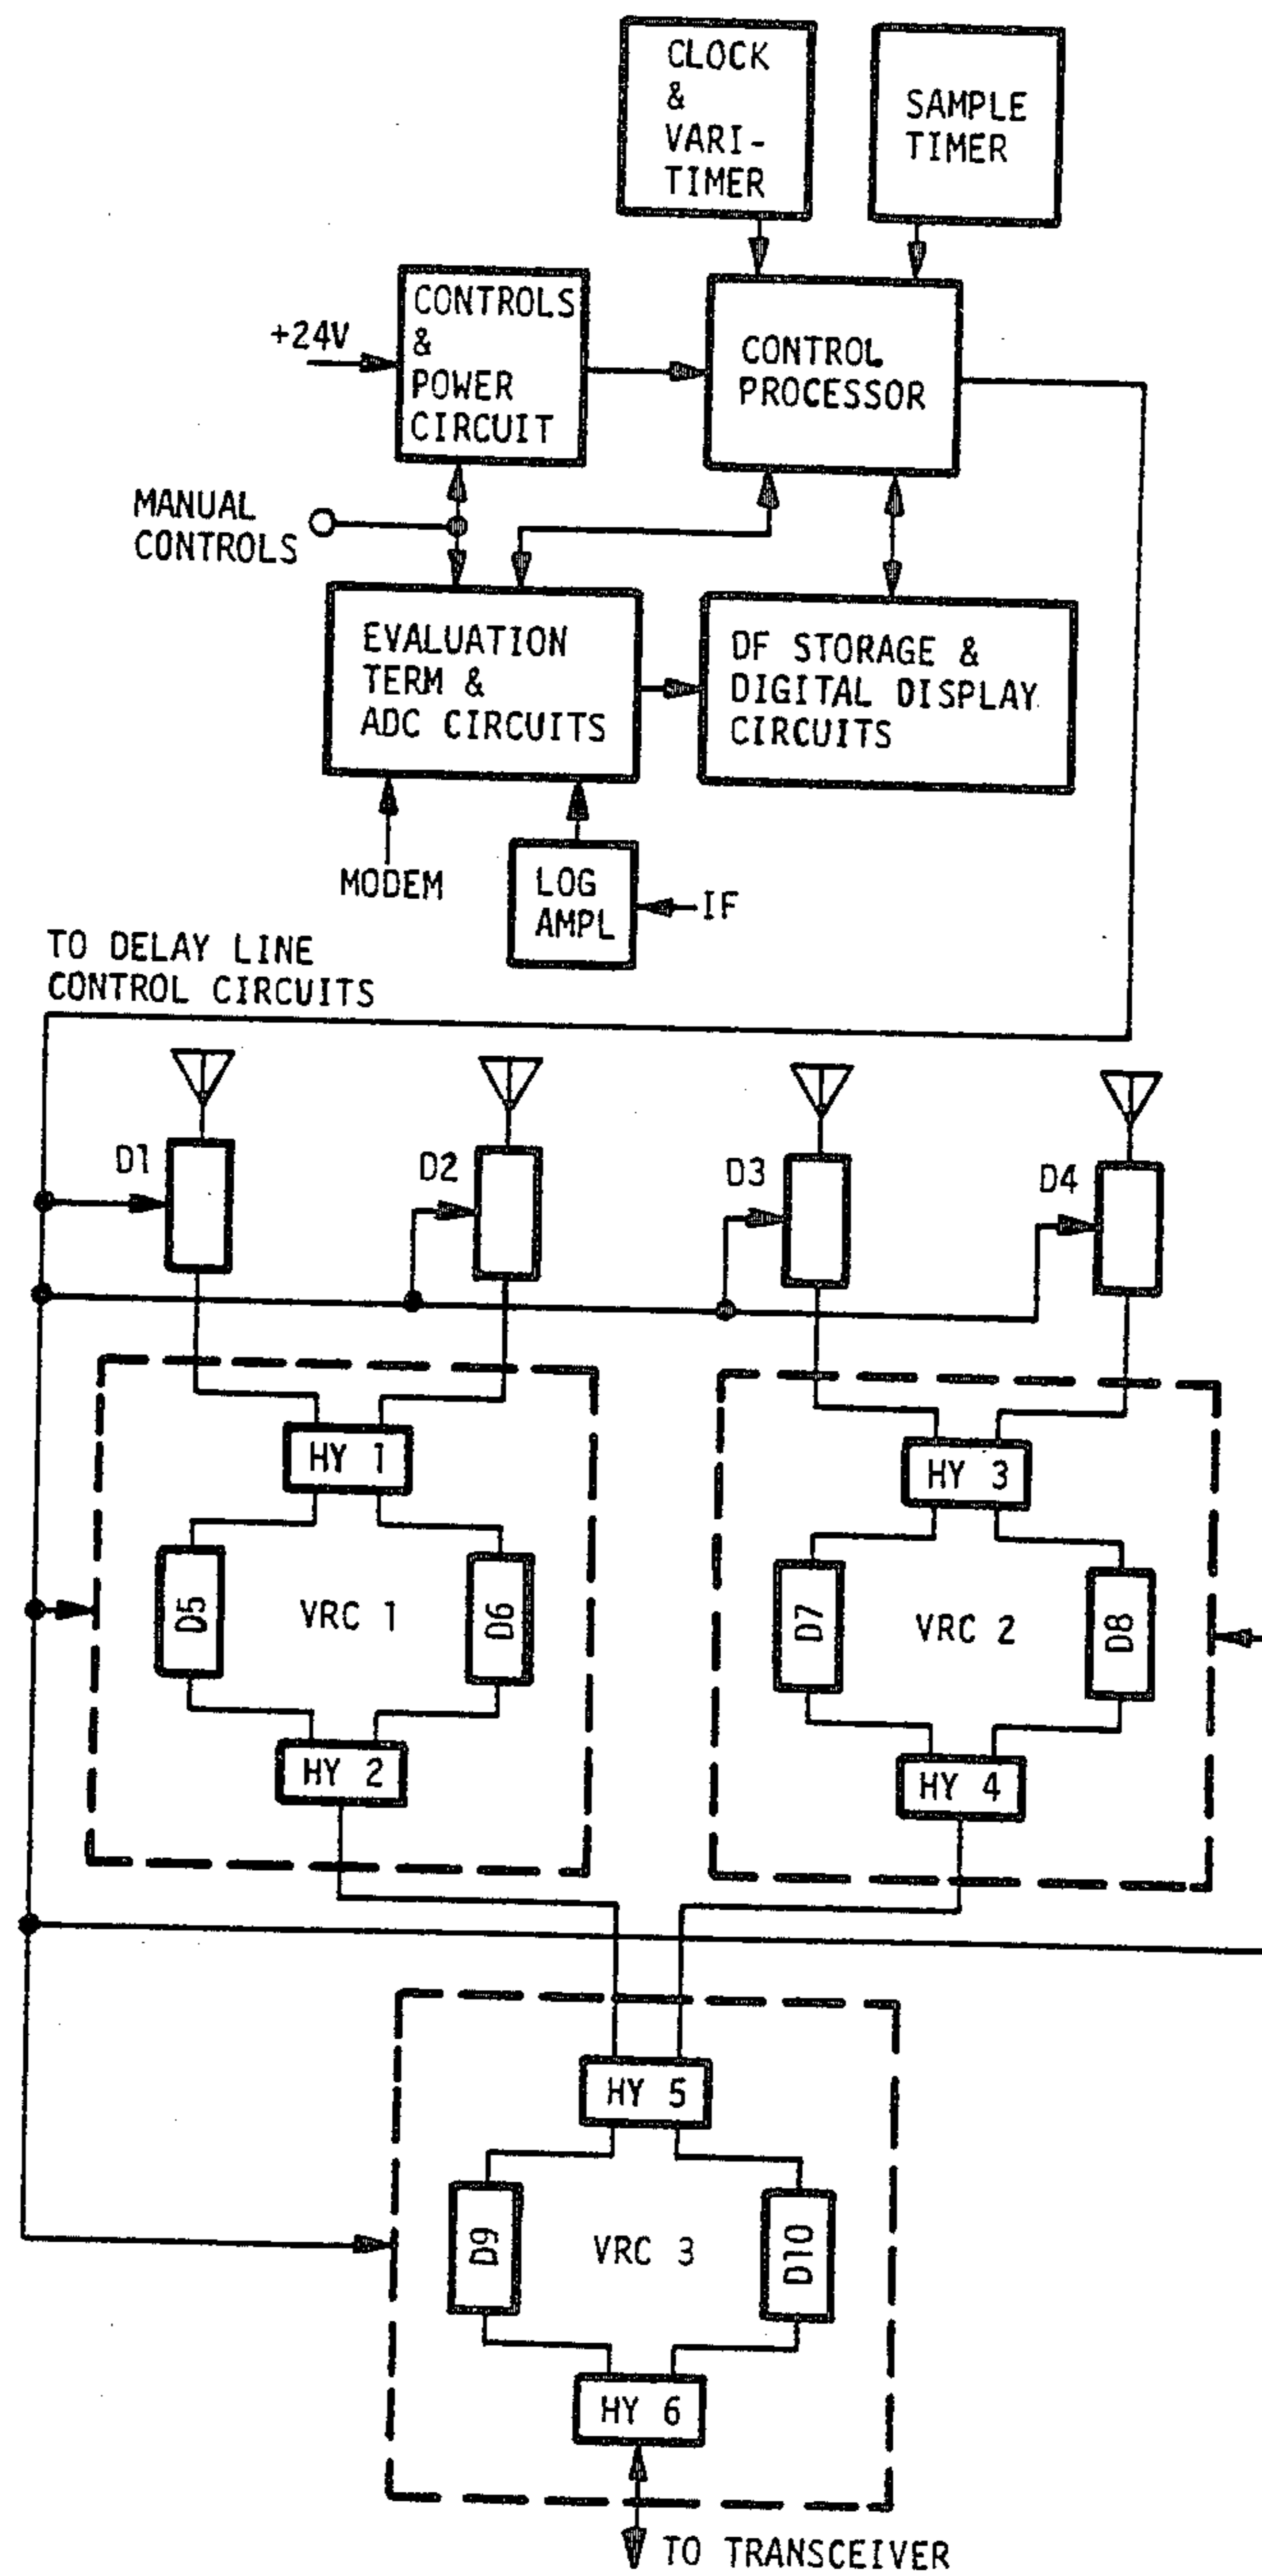 CLOCK
&
VARI-
TIMER
SAMPLE
TIMER
CONTROLS
&
POWER
CIRCUIT
+24V
CONTROL
PROCESSOR
MANUAL
CONTROLS
EVALUATION
TERM &
ADC CIRCUITS
DF STORAGE &
DIGITAL DISPLAY
CIRCUITS
MODEM
LOG
AMPL
IF
TO DELAY LINE
CONTROL CIRCUITS
D1
D2
D3
D4
HY 1
HY 3
D5
VRC 1
D6
D7
VRC 2
D8
HY 2
HY 4
HY 5
D9
VRC 3
D10
HY 6
TO TRANSCEIVER